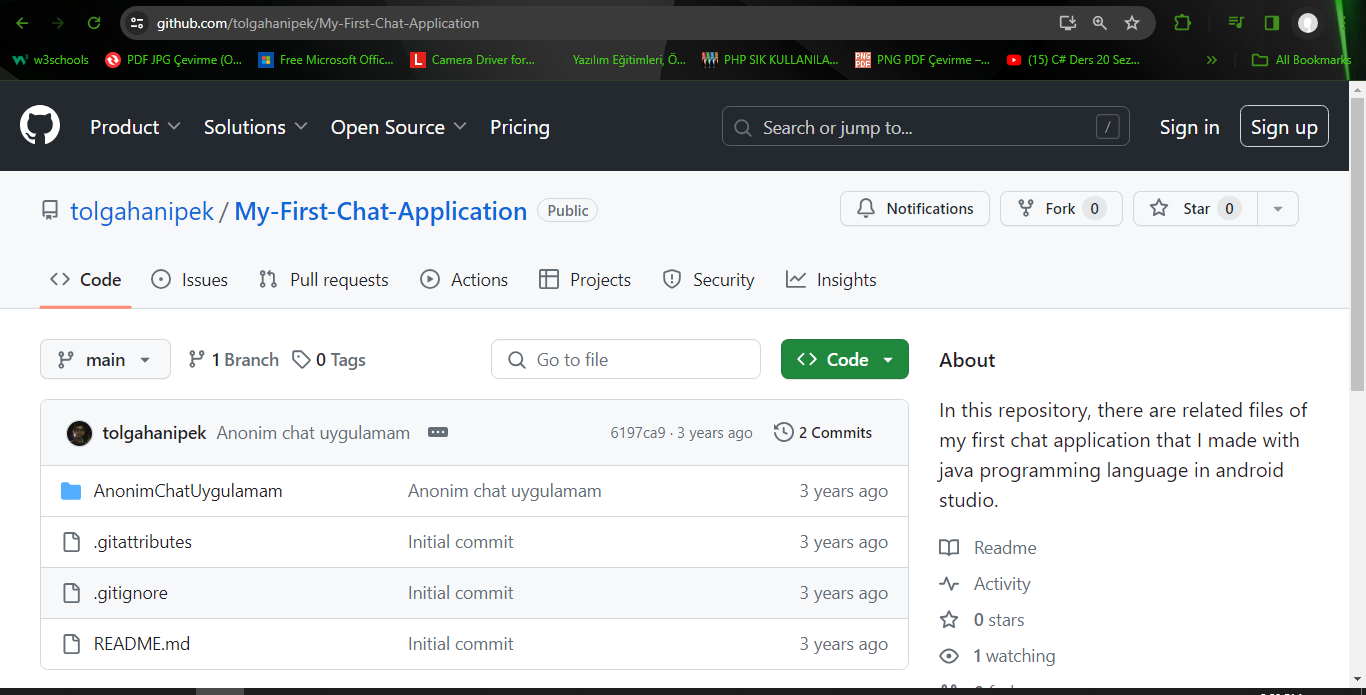 github.com/tolgahanipek/My-First-Chat-Application
w3schools PDF JPG Çevirme (O... Free Microsoft Offic... Camera Driver for... Yazılım Eğitimleri, Ö... PHP SIK KULLANILA... PNG PDF Çevirme –... (15) C# Ders 20 Sez... » All Bookmarks
Product Solutions Open Source Pricing Search or jump to... / Sign in Sign up
tolgahanipek / My-First-Chat-Application Public Notifications Fork 0 Star 0
Code Issues Pull requests Actions Projects Security Insights
main 1 Branch 0 Tags Go to file Code
tolgahanipek Anonim chat uygulamam 6197ca9 · 3 years ago 2 Commits
AnonimChatUygulamam Anonim chat uygulamam 3 years ago
.gitattributes Initial commit 3 years ago
.gitignore Initial commit 3 years ago
README.md Initial commit 3 years ago
About
In this repository, there are related files of
my first chat application that I made with
java programming language in android
studio.
Readme
Activity
0 stars
1 watching